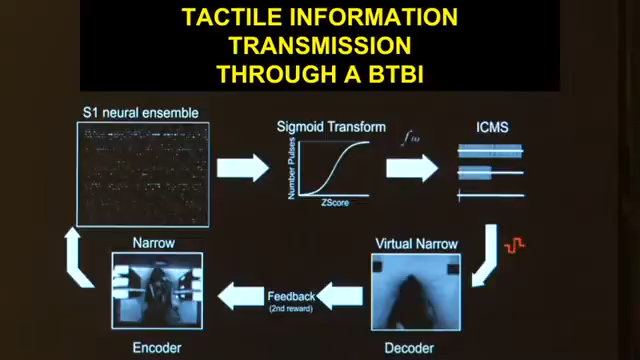 TACTILE INFORMATION
TRANSMISSION
THROUGH A BTBI
S1 neural ensemble
Sigmoid Transform
ICMS
Number Pulses
ZScore
Narrow
Virtual Narrow
Feedback
(2nd reward)
Encoder
Decoder